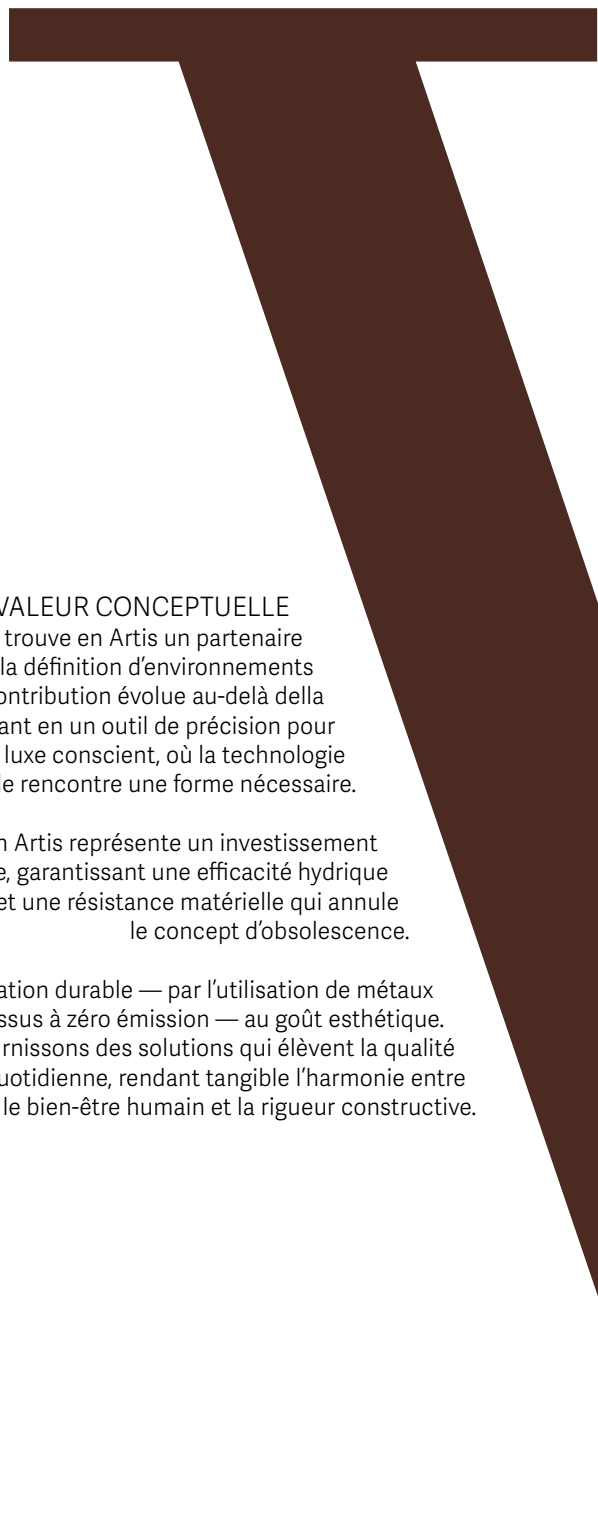 VALEUR CONCEPTUELLE
trouve en Artis un partenaire
la définition d’environnements
ontribution évolue au-delà della
ant en un outil de précision pour
luxe conscient, où la technologie
le rencontre une forme nécessaire.
n Artis représente un investissement
e, garantissant une efficacité hydrique
et une résistance matérielle qui annule
le concept d’obsolescence.
ation durable — par l’utilisation de métaux
ssus à zéro émission — au goût esthétique.
rnissons des solutions qui élèvent la qualité
uotidienne, rendant tangible l’harmonie entre
le bien-être humain et la rigueur constructive.